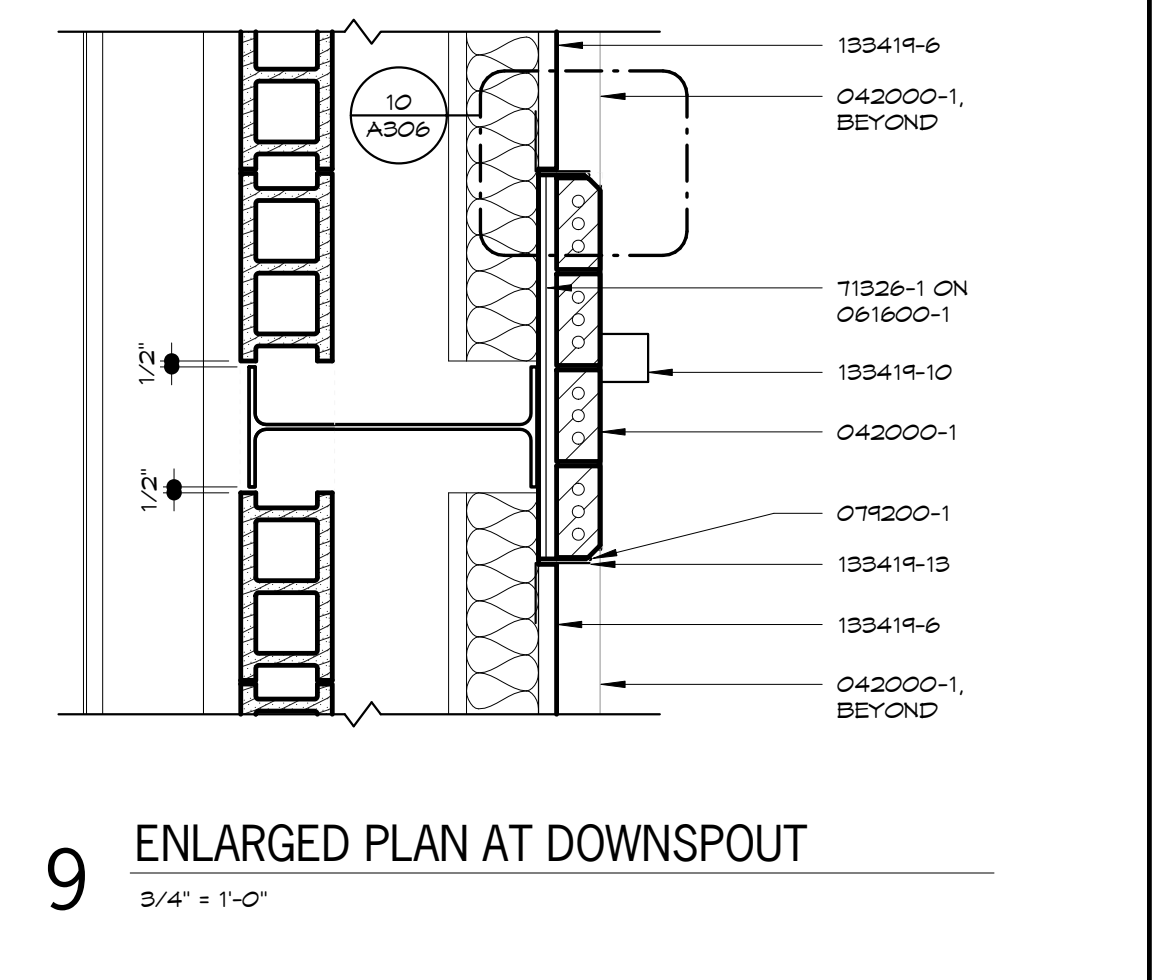 133419-6
10
A306
042000-1,
BEYOND
71326-1 ON
061600-1
1/2"
133419-10
042000-1
1/2"
079200-1
133419-13
133419-6
042000-1,
BEYOND
9
ENLARGED PLAN AT DOWNSPOUT
3/4" = 1'-0"